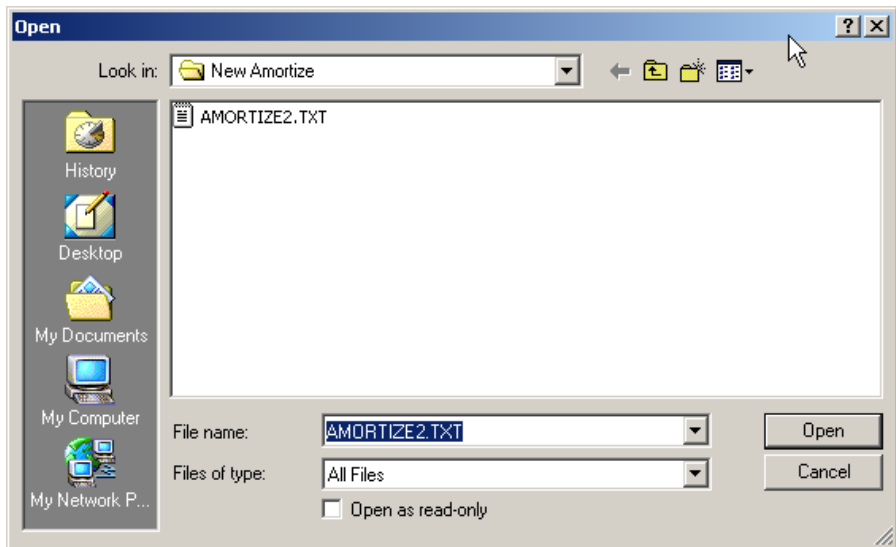 Open
Look in: New Amortize
AMORTIZE2.TXT
History
Desktop
My Documents
My Computer
My Network P...
File name: AMORTIZE2.TXT Open
Files of type: All Files Cancel
Open as read-only